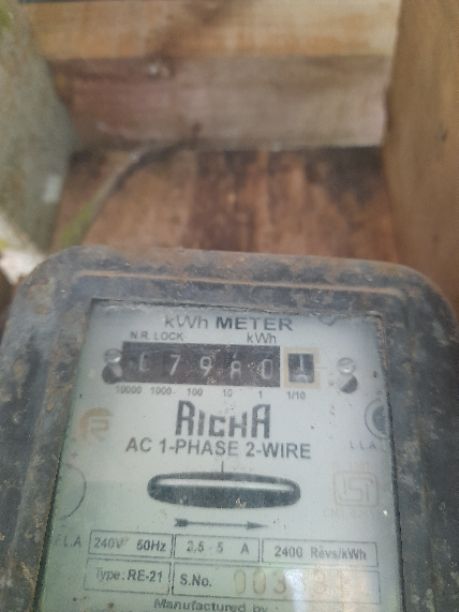 kWh METER
N.R. LOCK kWh
07980
10000 1000 100 10 1 1/10
RICHA
AC 1-PHASE 2-WIRE
240V 50Hz 2.5 - 5 A 2400 Revs/kWh
Type: RE-21 S.No.
Manufactured by